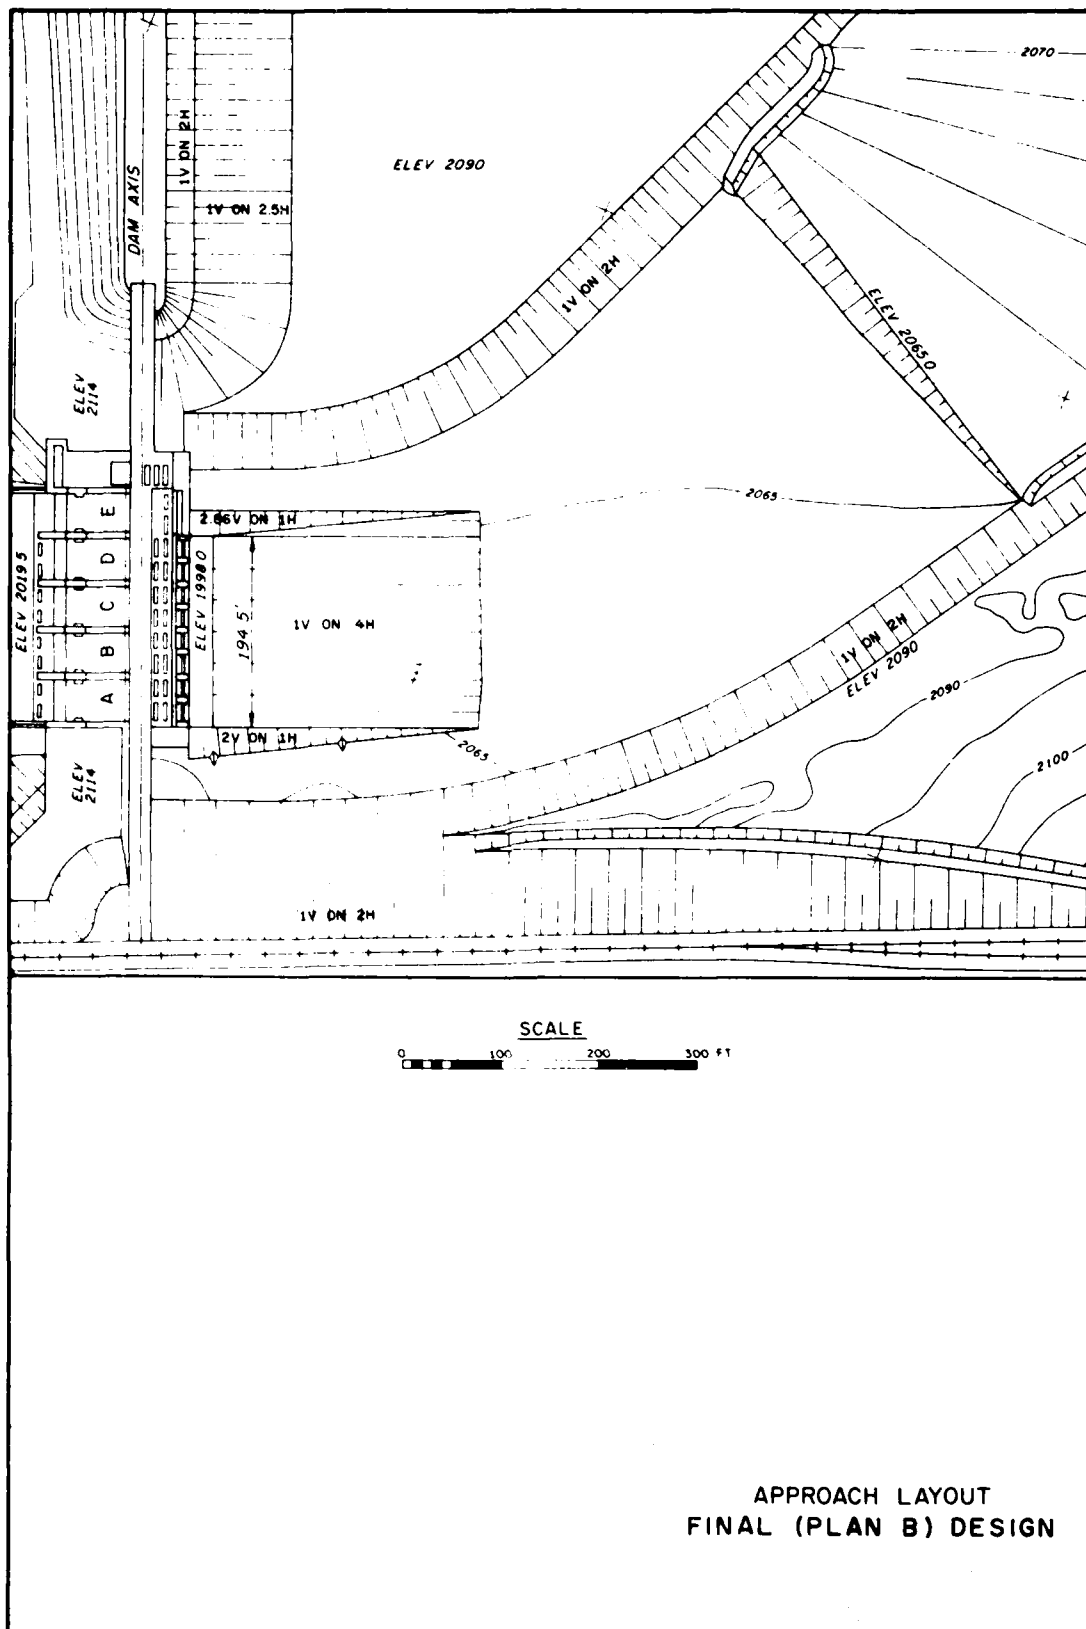 2070
1V ON 2H
ELEV 2090
DAM AXIS
1V ON 2.5H
1V ON 2H
ELEV 2065 0
ELEV
2114
2065
E
2.66V ON 1H
D
ELEV 2019 5
ELEV 1998 0
C
194 5'
1V ON 4H
B
1V ON 2H
ELEV 2090
2090
A
2V ON 1H
2065
2100
ELEV
2114
1V ON 2H
SCALE
0 100 200 300 FT
APPROACH LAYOUT
FINAL (PLAN B) DESIGN